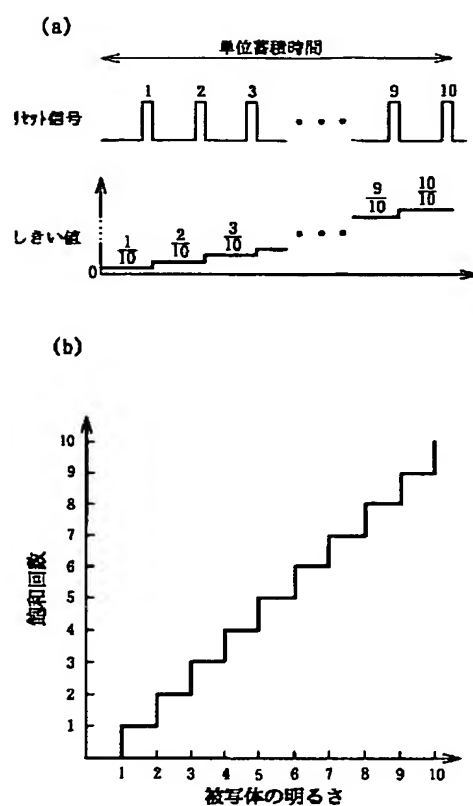 (a)
単位蓄積時間
1 2 3 9 10
リセット信号
・・・
しきい値
0
1/10 2/10 3/10 ・・・ 9/10 10/10
(b)
飽和回数
10
9
8
7
6
5
4
3
2
1
1 2 3 4 5 6 7 8 9 10
被写体の明るさ